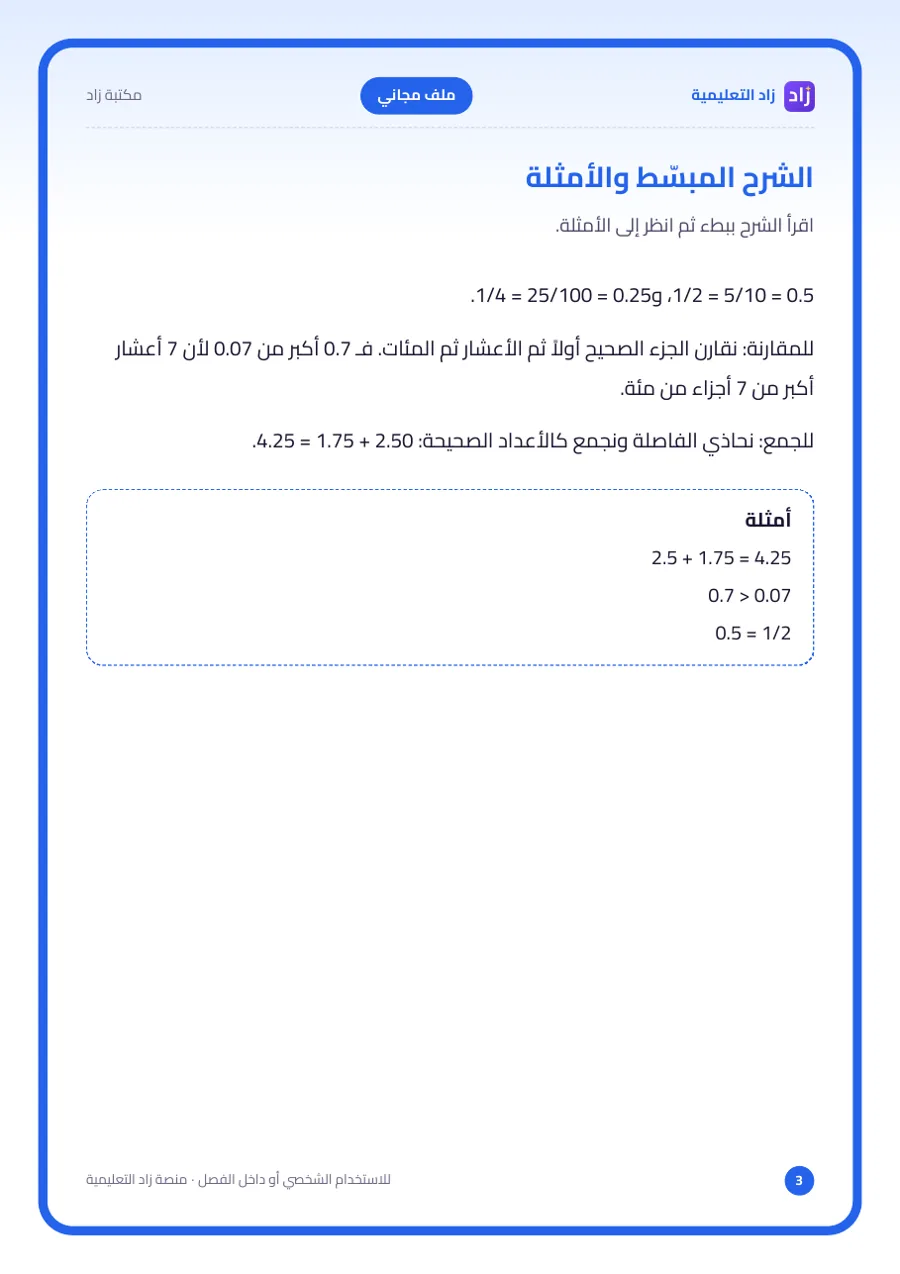 زاد
زاد التعليمية
ملف مجاني
مكتبة زاد
الشرح المبسّط والأمثلة
اقرأ الشرح ببطء ثم انظر إلى الأمثلة.
0.5 = 5/10 = 1/2، و0.25 = 25/100 = 1/4.
للمقارنة: نقارن الجزء الصحيح أولاً ثم الأعشار ثم المئات. فـ 0.7 أكبر من 0.07 لأن 7 أعشار
أكبر من 7 أجزاء من مئة.
للجمع: نحاذي الفاصلة ونجمع كالأعداد الصحيحة: 2.50 + 1.75 = 4.25.
أمثلة
2.5 + 1.75 = 4.25
0.7 > 0.07
0.5 = 1/2
3
للاستخدام الشخصي أو داخل الفصل · منصة زاد التعليمية